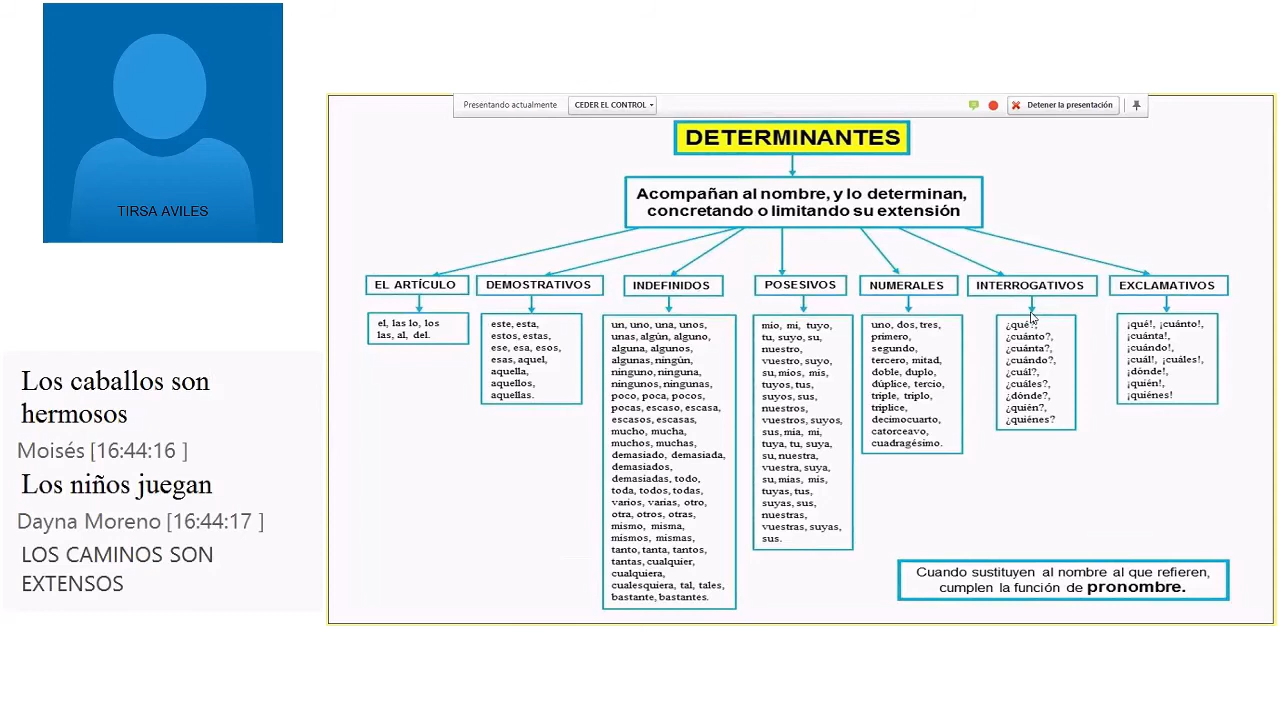 TIRSA AVILES
Los caballos son
hermosos
Moisés [16:44:16 ]
Los niños juegan
Dayna Moreno [16:44:17 ]
LOS CAMINOS SON
EXTENSOS
Presentando actualmente
CEDER EL CONTROL
Detener la presentación
DETERMINANTES
Acompañan al nombre, y lo determinan,
concretando o limitando su extensión
EL ARTÍCULO
el, las lo, los
las, al, del.
DEMOSTRATIVOS
este, esta,
estos, estas,
ese, esa, esos,
esas, aquel,
aquella,
aquellos,
aquellas.
INDEFINIDOS
un, uno, una, unos,
unas, algún, alguno,
alguna, algunos,
algunas, ningún,
ninguno, ninguna,
ningunos, ningunas,
poco, poca, pocos,
pocas, escaso, escasa,
escasos, escasas,
mucho, mucha,
muchos, muchas,
demasiado, demasiada,
demasiados,
demasiadas, todo,
toda, todos, todas,
varios, varias, otro,
otra, otros, otras,
mismo, misma,
mismos, mismas,
tanto, tanta, tantos,
tantas, cualquier,
cualquiera,
cualesquiera, tal, tales,
bastante, bastantes.
POSESIVOS
mio, mi, tuyo,
tu, suyo, su,
nuestro,
vuestro, suyo,
su, mios, mis,
tuyos, tus,
suyos, sus,
nuestros,
vuestros, suyos,
sus, mia, mi,
tuya, tu, suya,
su, nuestra,
vuestra, suya,
su, mias, mis,
tuyas, tus,
suyas, sus,
nuestras,
vuestras, suyas,
sus.
NUMERALES
uno, dos, tres,
primero,
segundo,
tercero, mitad,
doble, duplo,
dúplice, tercio,
triple, triplo,
tríplice,
decimocuarto,
catorceavo,
cuadragésimo.
INTERROGATIVOS
¿qué?,
¿cuánto?,
¿cuánta?,
¿cuándo?,
¿cuál?,
¿cuáles?,
¿dónde?,
¿quién?,
¿quiénes?
EXCLAMATIVOS
¡qué!, ¡cuánto!,
¡cuánta!,
¡cuándo!,
¡cuál!, ¡cuáles!,
¡dónde!,
¡quién!,
¡quiénes!
Cuando sustituyen al nombre al que refieren,
cumplen la función de pronombre.